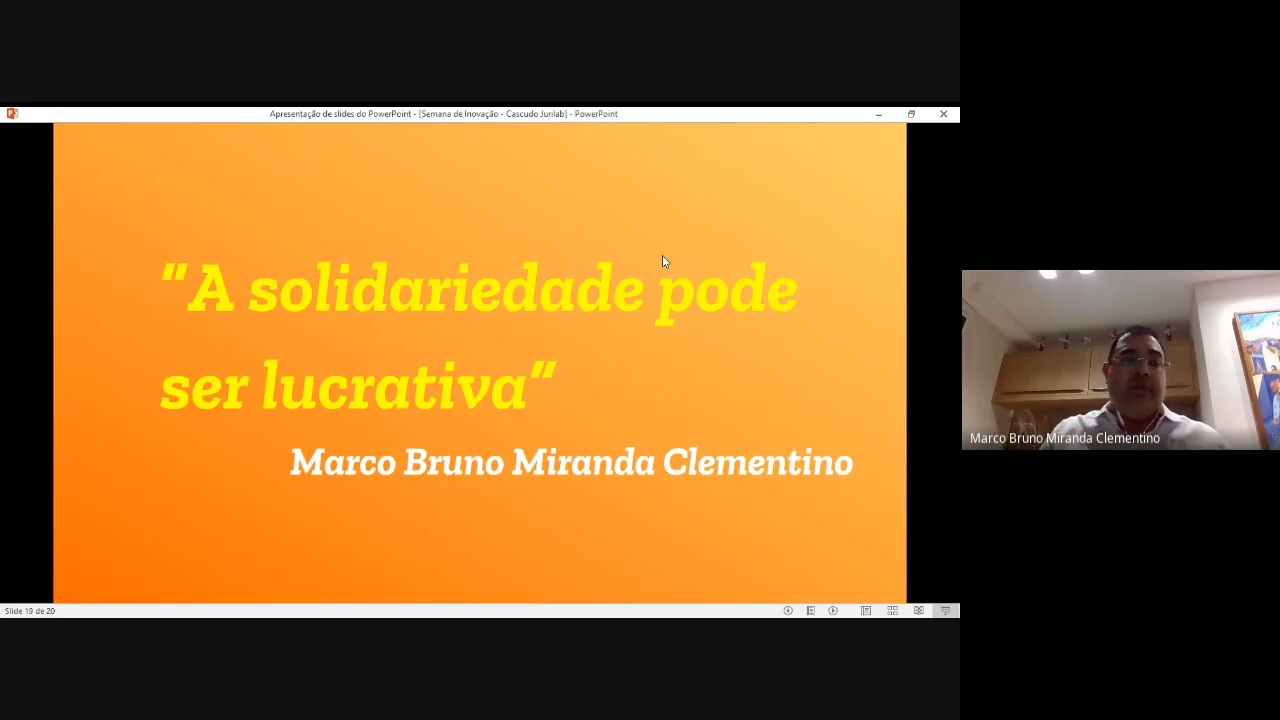 Apresentação de slides do PowerPoint - [Semana de Inovação - Cascudo Jurilab] - PowerPoint
"A solidariedade pode
ser lucrativa"
Marco Bruno Miranda Clementino
Marco Bruno Miranda Clementino
Slide 19 de 20